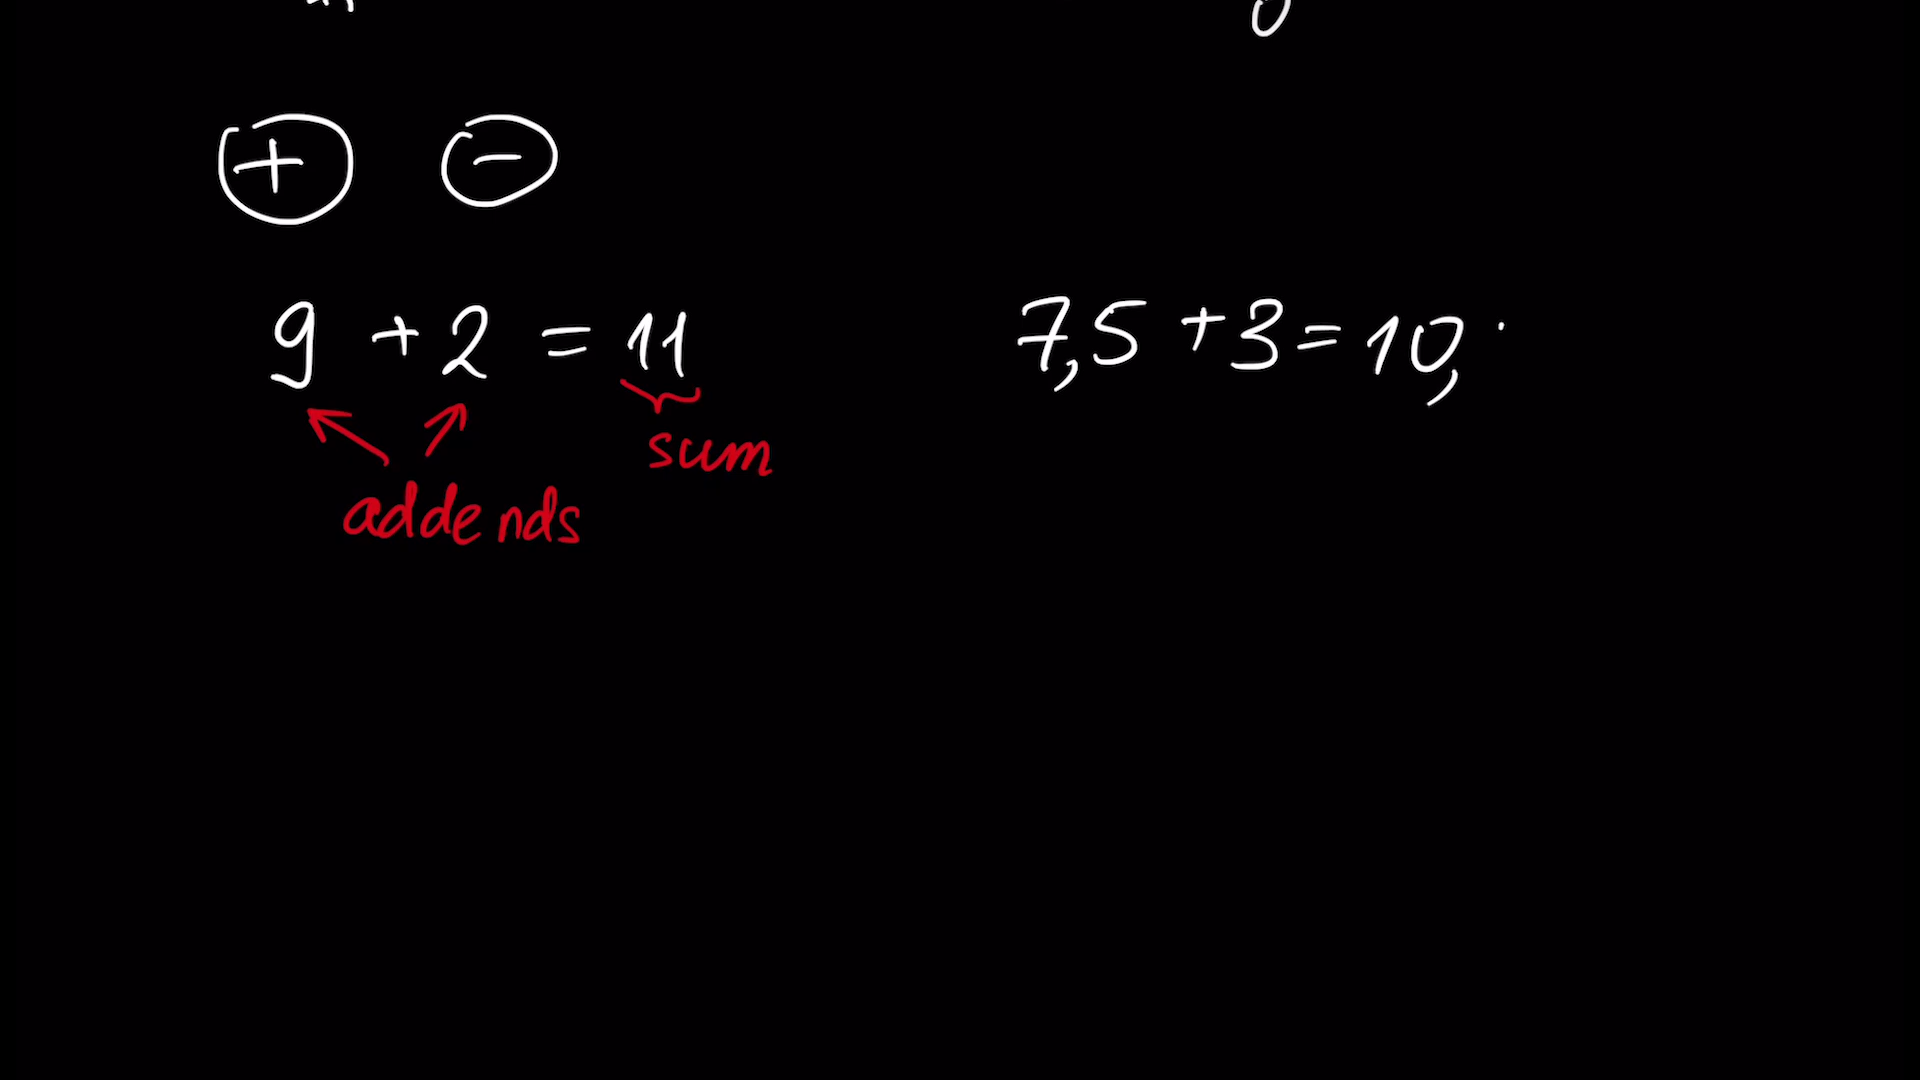 + -
9 + 2 = 11
7,5 + 3 = 10,
sum
addends